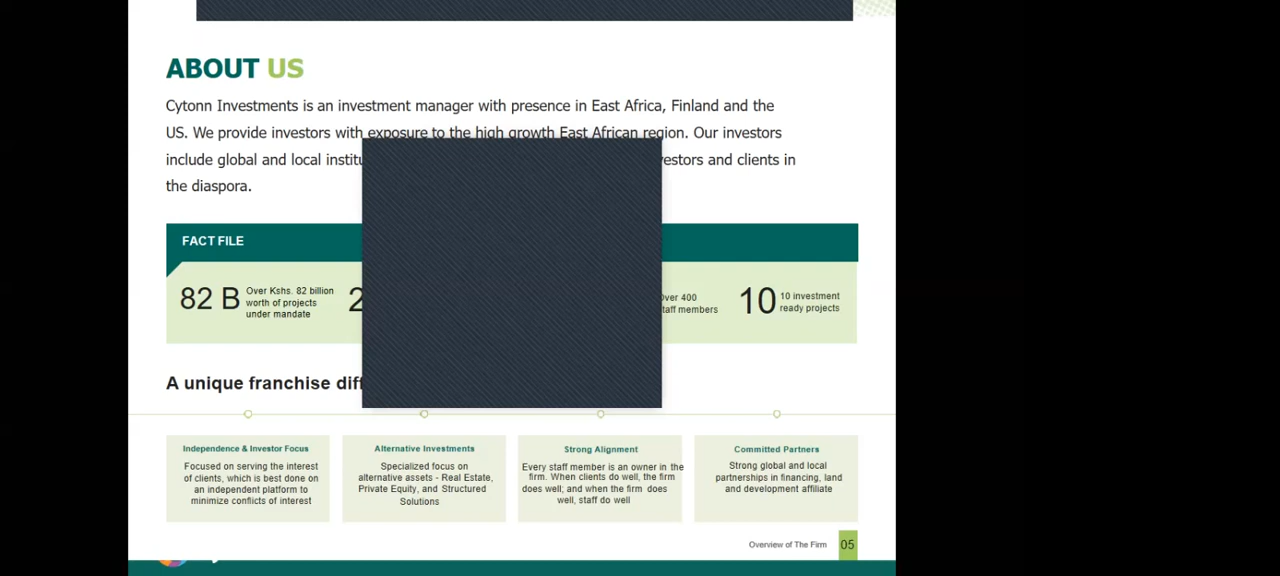 ABOUT US
Cytonn Investments is an investment manager with presence in East Africa, Finland and the
US. We provide investors with exposure to the high growth East African region. Our investors
include global and local estors and clients in
the diaspora.
FACT FILE
82 B
Over Kshs. 82 billion
worth of projects
under mandate
2
Over 400
staff members
10
10 investment
ready projects
A unique franchise
Independence & Investor Focus
Focused on serving the interest
of clients, which is best done on
an independent platform to
minimize conflicts of interest
Alternative Investments
Specialized focus on
alternative assets - Real Estate,
Private Equity, and Structured
Solutions
Strong Alignment
Every staff member is an owner in the
firm. When clients do well, the firm
does well; and when the firm does
well, staff do well
Committed Partners
Strong global and local
partnerships in financing, land
and development affiliate
Overview of The Firm
05